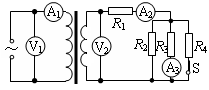 A₁
A₂
R₁
V₁
V₂
R₂
R₃
R₄
A₃
S